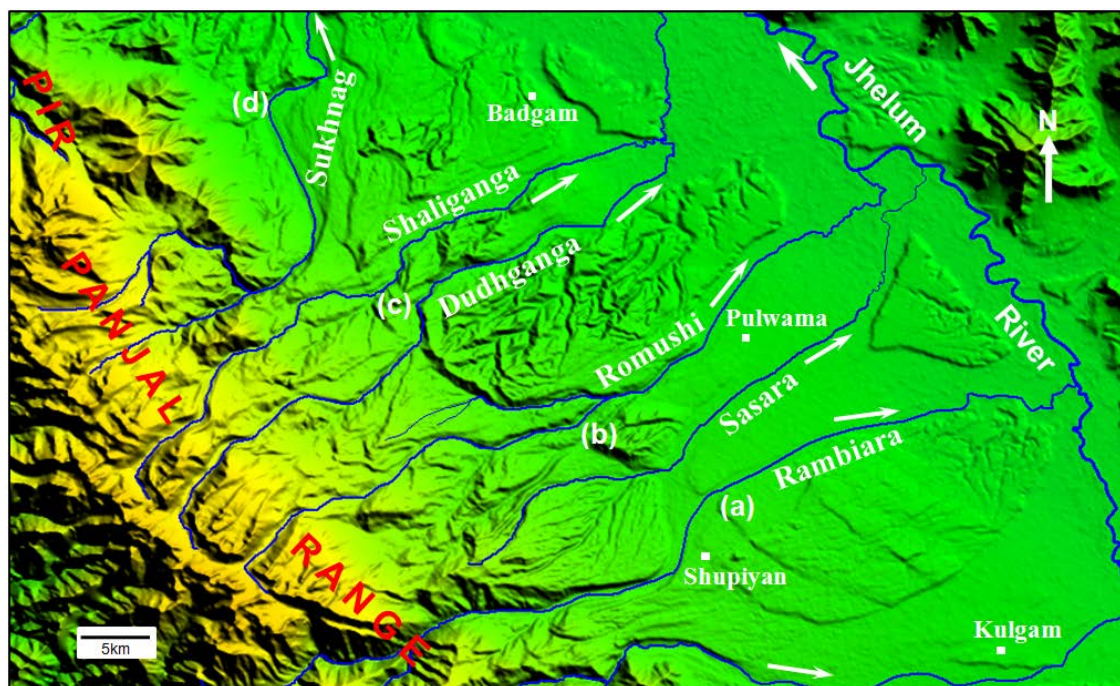 PIR
PANJAL
RANGE
(d)
Sukhnag
Badgam
Jhelum
River
N
Shaliganga
Dudhganga
(c)
Romushi
Pulwama
Sasara
(b)
Rambiara
(a)
Shupiyan
Kulgam
5km